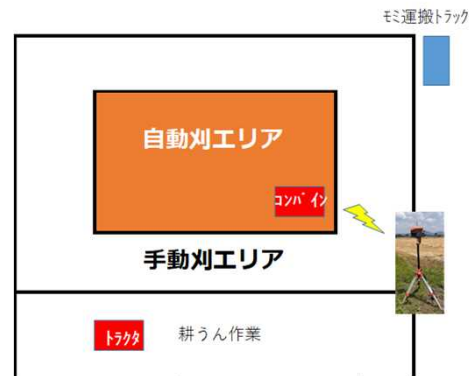 モミ運搬トラック
自動刈エリア
コンバイン
手動刈エリア
トラクタ
耕うん作業